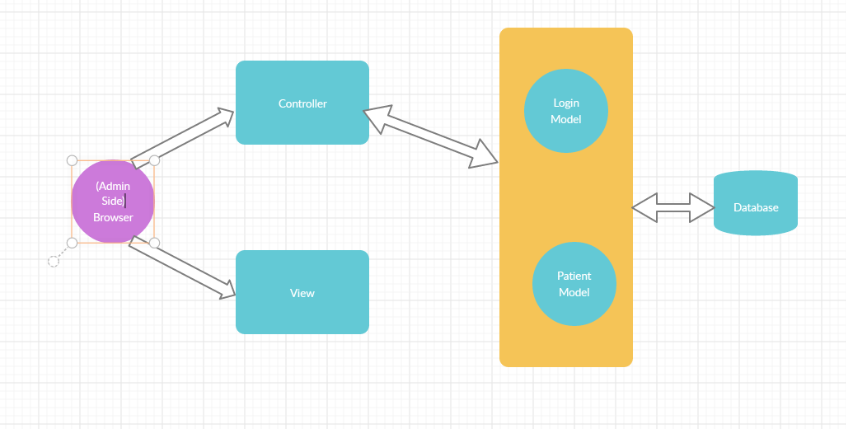 Controller
Login
Model
(Admin
Side)
Browser
Database
Patient
Model
View